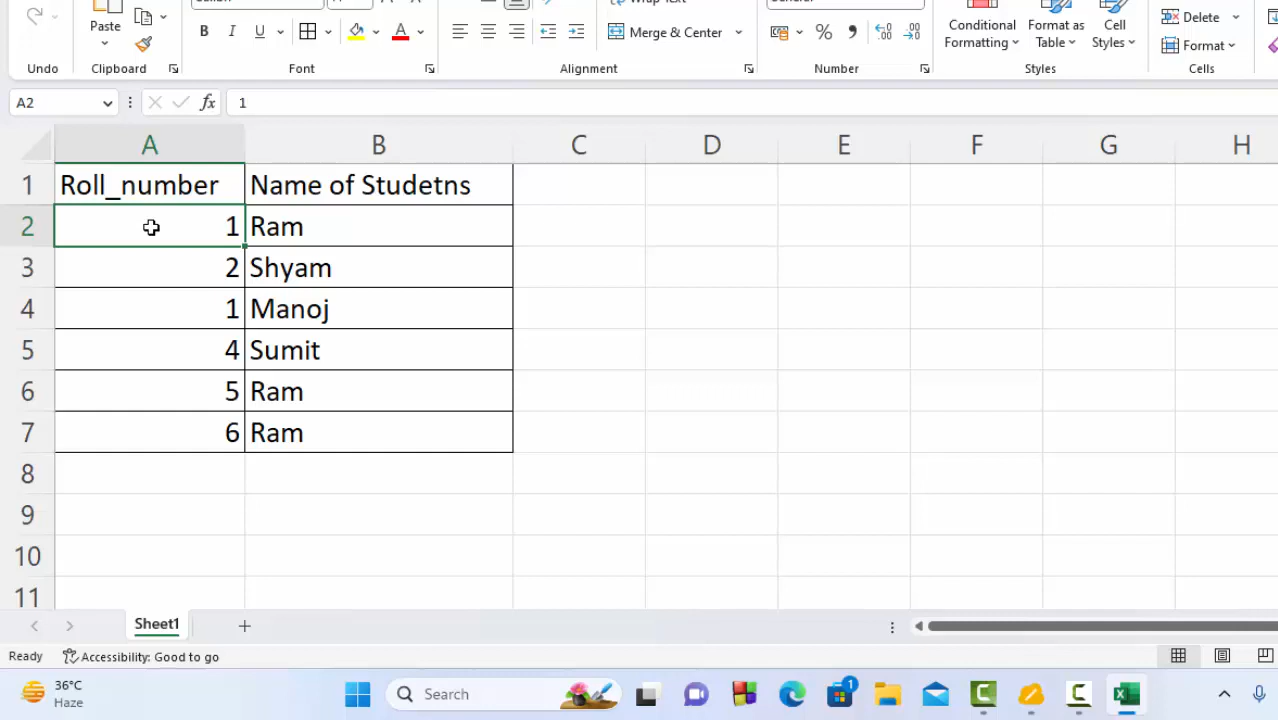 Wrap Text
General
Paste
B I U A
Merge & Center
%
Conditional Formatting
Format as Table
Cell Styles
Delete
Format
Undo Clipboard Font Alignment Number Styles Cells
A2 fx 1
A B C D E F G H
1 Roll_number Name of Studetns
2 1 Ram
3 2 Shyam
4 1 Manoj
5 4 Sumit
6 5 Ram
7 6 Ram
8
9
10
11
Sheet1
Ready Accessibility: Good to go
36°C
Haze
Search
1